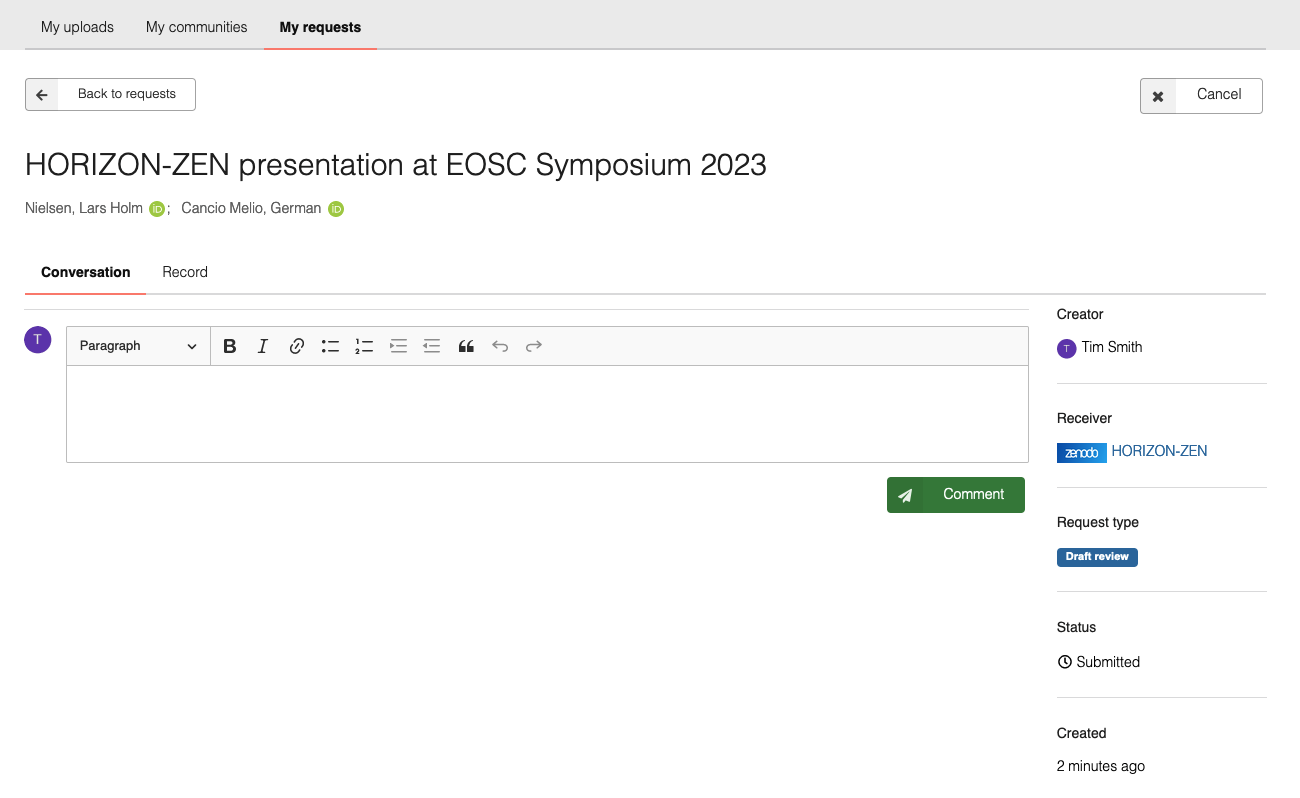 My uploads My communities My requests
Back to requests
Cancel
HORIZON-ZEN presentation at EOSC Symposium 2023
Nielsen, Lars Holm iD; Cancio Melio, German iD
Conversation Record
Creator
T Paragraph B I
T Tim Smith
Receiver
zenodo HORIZON-ZEN
Comment
Request type
Draft review
Status
Submitted
Created
2 minutes ago